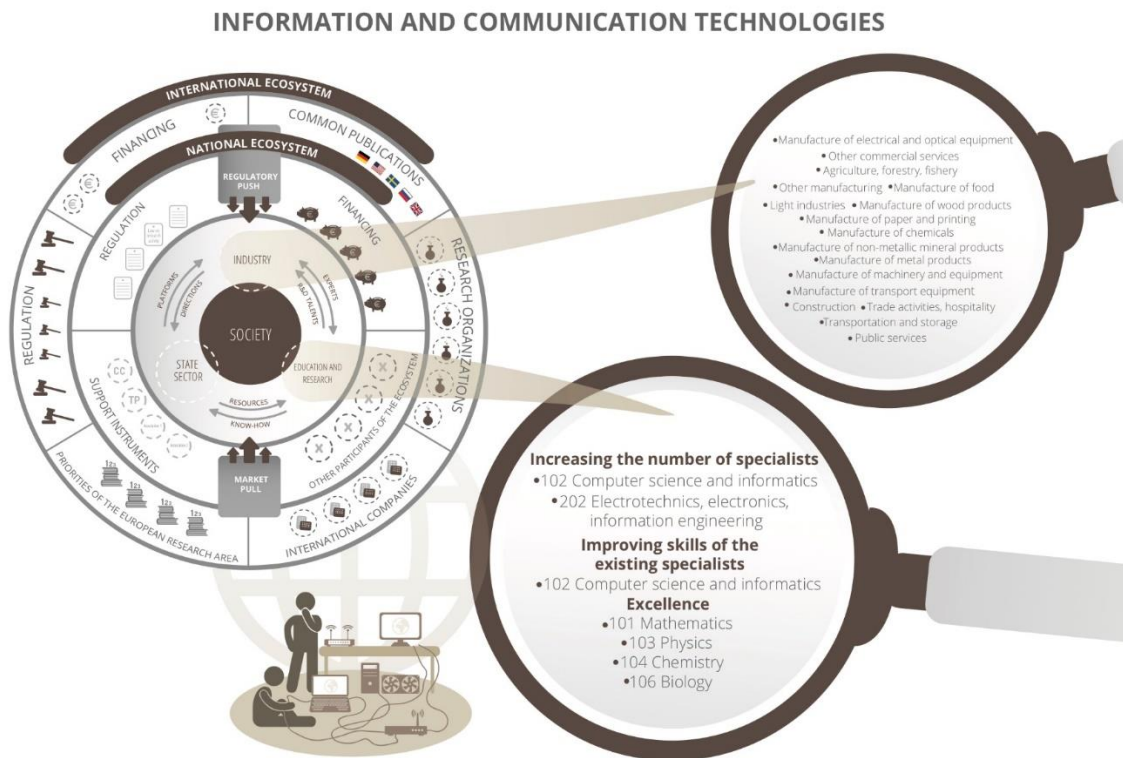 INFORMATION AND COMMUNICATION TECHNOLOGIES
INTERNATIONAL ECOSYSTEM
FINANCING
COMMON PUBLICATIONS
NATIONAL ECOSYSTEM
REGULATORY
PUSH
REGULATION
FINANCING
REGULATION
RESEARCH ORGANIZATIONS
INDUSTRY
PLATFORMS
DIRECTIONS
EXPERTS
R&D TALENTS
SOCIETY
STATE
SECTOR
EDUCATION AND
RESEARCH
RESOURCES
KNOW-HOW
CC
TP
X
X
X
X
SUPPORT INSTRUMENTS
OTHER PARTICIPANTS OF THE ECOSYSTEM
MARKET
PULL
123
123
123
123
PRIORITIES OF THE EUROPEAN RESEARCH AREA
INTERNATIONAL COMPANIES
•Manufacture of electrical and optical equipment
•Other commercial services
•Agriculture, forestry, fishery
•Other manufacturing •Manufacture of food
•Light industries •Manufacture of wood products
•Manufacture of paper and printing
•Manufacture of chemicals
•Manufacture of non-metallic mineral products
•Manufacture of metal products
•Manufacture of machinery and equipment
•Manufacture of transport equipment
•Construction •Trade activities, hospitality
•Transportation and storage
•Public services
Increasing the number of specialists
•102 Computer science and informatics
•202 Electrotechnics, electronics,
information engineering
Improving skills of the
existing specialists
•102 Computer science and informatics
Excellence
•101 Mathematics
•103 Physics
•104 Chemistry
•106 Biology